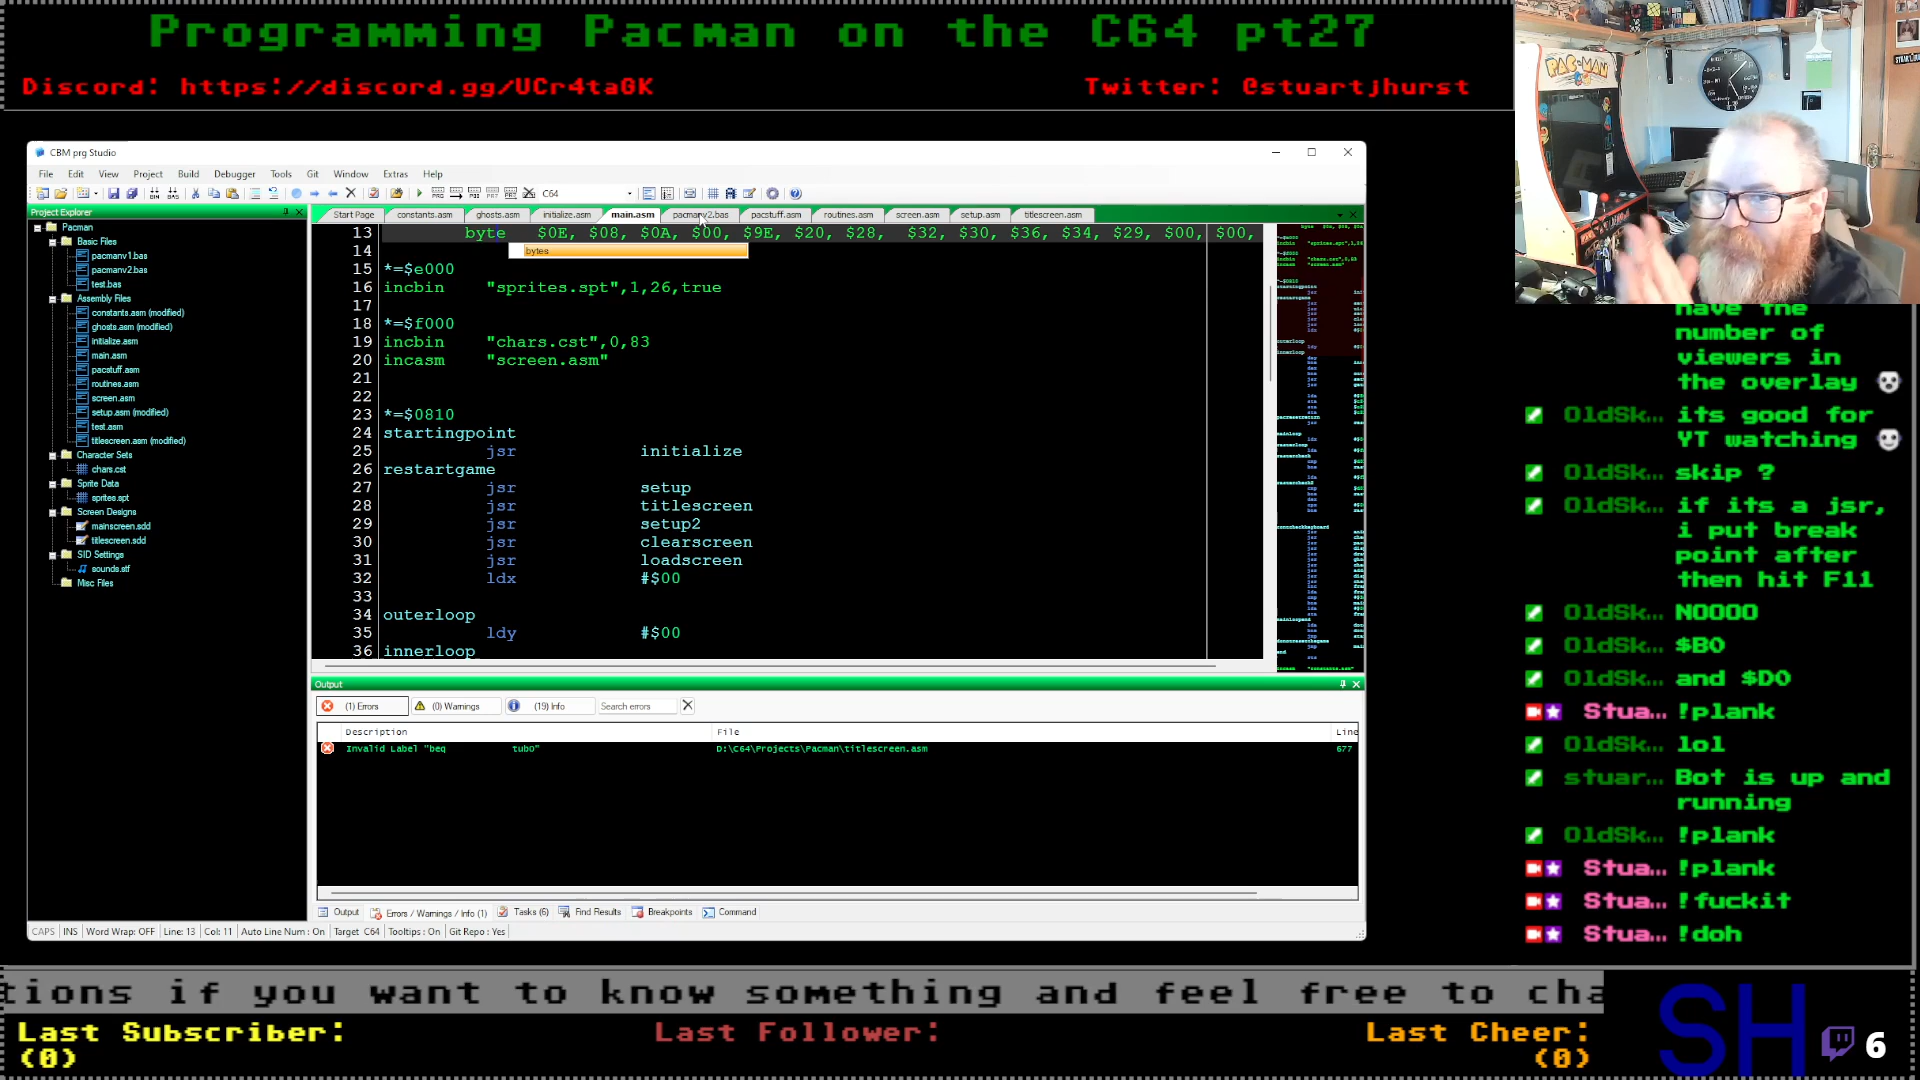 Programming Pacman on the C64 pt27
Discord: https://discord.gg/UCr4taGK
Twitter: @stuartjhurst
PAC-MAN
CBM prg Studio
File Edit View Project Build Debugger Tools Git Window Extras Help
C64
Project Explorer
Start Page constants.asm ghosts.asm initialize.asm main.asm pacmanv2.bas pacstuff.asm routines.asm screen.asm setup.asm titlescreen.asm
Pacman
Basic Files
pacmanv1.bas
pacmanv2.bas
test.bas
Assembly Files
constants.asm (modified)
ghosts.asm (modified)
initialize.asm
main.asm
pacstuff.asm
routines.asm
screen.asm
setup.asm (modified)
test.asm
titlescreen.asm (modified)
Character Sets
chars.cst
Sprite Data
sprites.spt
Screen Designs
mainscreen.sdd
titlescreen.sdd
SID Settings
sounds.stf
Misc Files
13 byte $0E, $08, $0A, $00, $9E, $20, $28, $32, $30, $36, $34, $29, $00, $00,
bytes
14
15 *=$e000
16 incbin "sprites.spt",1,26,true
17
18 *=$f000
19 incbin "chars.cst",0,83
20 incasm "screen.asm"
21
22
23 *=$0810
24 startingpoint
25 jsr initialize
26 restartgame
27 jsr setup
28 jsr titlescreen
29 jsr setup2
30 jsr clearscreen
31 jsr loadscreen
32 ldx #$00
33
34 outerloop
35 ldy #$00
36 innerloop
Output
(1) Errors (0) Warnings (19) Info Search errors
Description File Line
Invalid Label "beq tub0" D:\C64\Projects\Pacman\titlescreen.asm 677
Output Errors / Warnings / Info (1) Tasks (6) Find Results Breakpoints Command
CAPS INS Word Wrap: OFF Line: 13 Col: 11 Auto Line Num : On Target C64 Tooltips : On Git Repo : Yes
have the
number of
viewers in
the overlay
OldSk... its good for
YT watching
OldSk... skip ?
OldSk... if its a jsr,
i put break
point after
then hit F11
OldSk... NOOOO
OldSk... $B0
OldSk... and $D0
Stua... !plank
OldSk... lol
stuar... Bot is up and
running
OldSk... !plank
Stua... !plank
Stua... !fuckit
Stua... !doh
tions if you want to know something and feel free to cha
Last Subscriber:
(0)
Last Follower:
Last Cheer:
(0)
SH
6